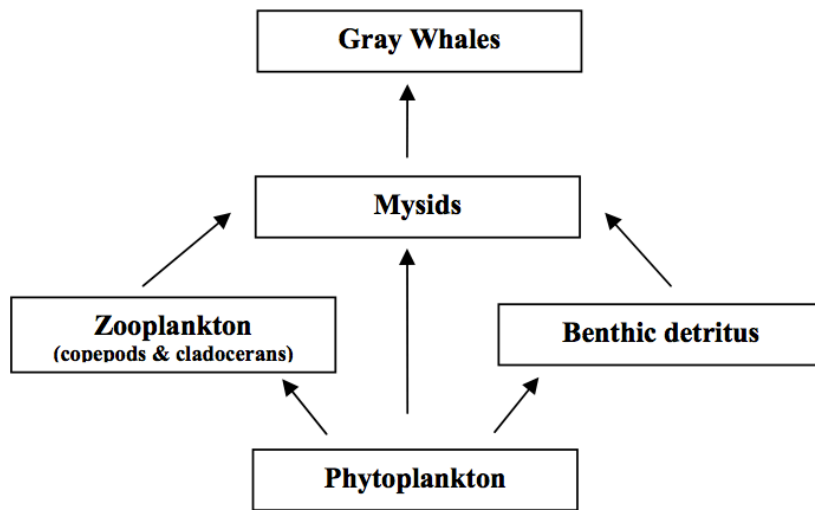 Gray Whales
Mysids
Zooplankton
(copepods & cladocerans)
Benthic detritus
Phytoplankton